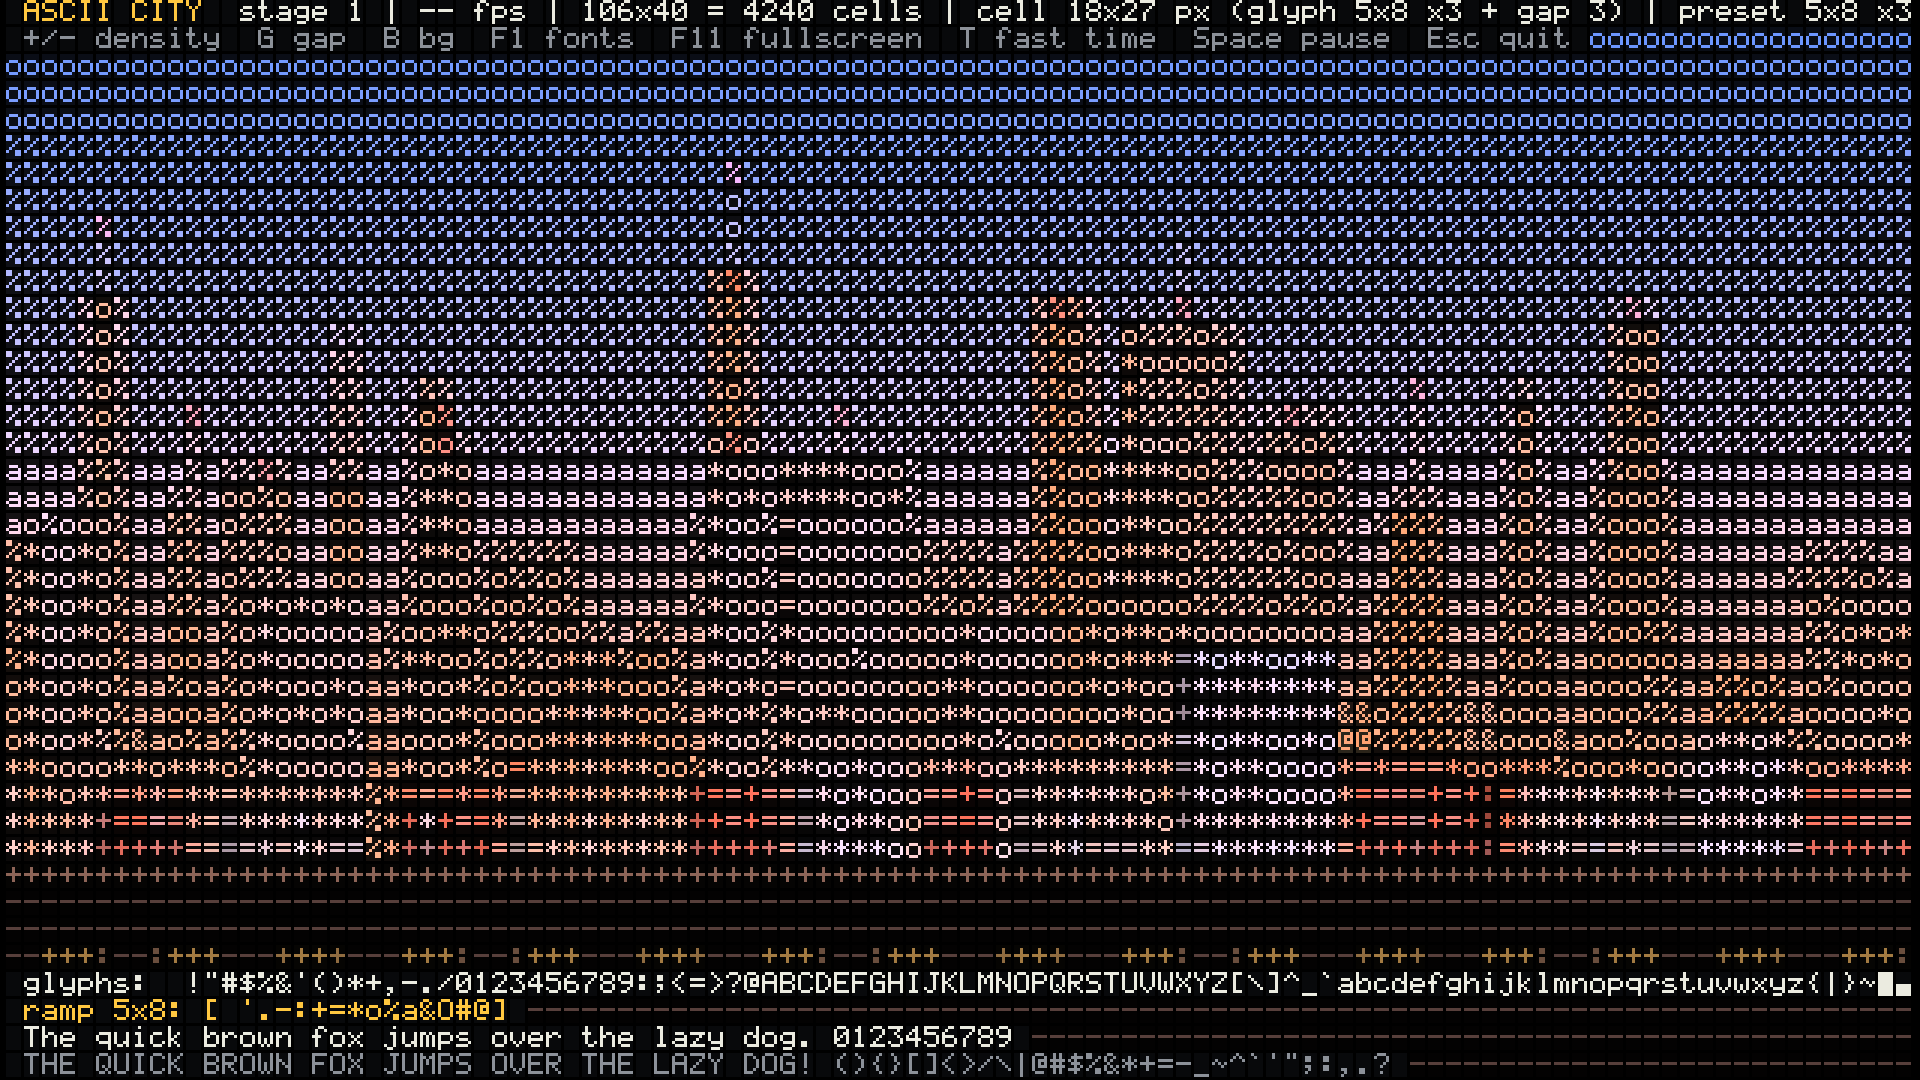 ASCII CITY  stage 1 | -- fps | 106x40 = 4240 cells | cell 18x27 px (glyph 5x8 x3 + gap 3) | preset 5x8 x3
+/- density  G gap  B bg  F1 fonts  F11 fullscreen  T fast time  Space pause  Esc quit
glyphs:  !"#$%&'()*+,-./0123456789:;<=>?@ABCDEFGHIJKLMNOPQRSTUVWXYZ[\]^_`abcdefghijklmnopqrstuvwxyz{|}~
ramp 5x8: [ '.-:+=*o%a&O#@]
The quick brown fox jumps over the lazy dog. 0123456789
THE QUICK BROWN FOX JUMPS OVER THE LAZY DOG! (){}[]<>/\|@#$%&*+=-_~^`'";:,.?